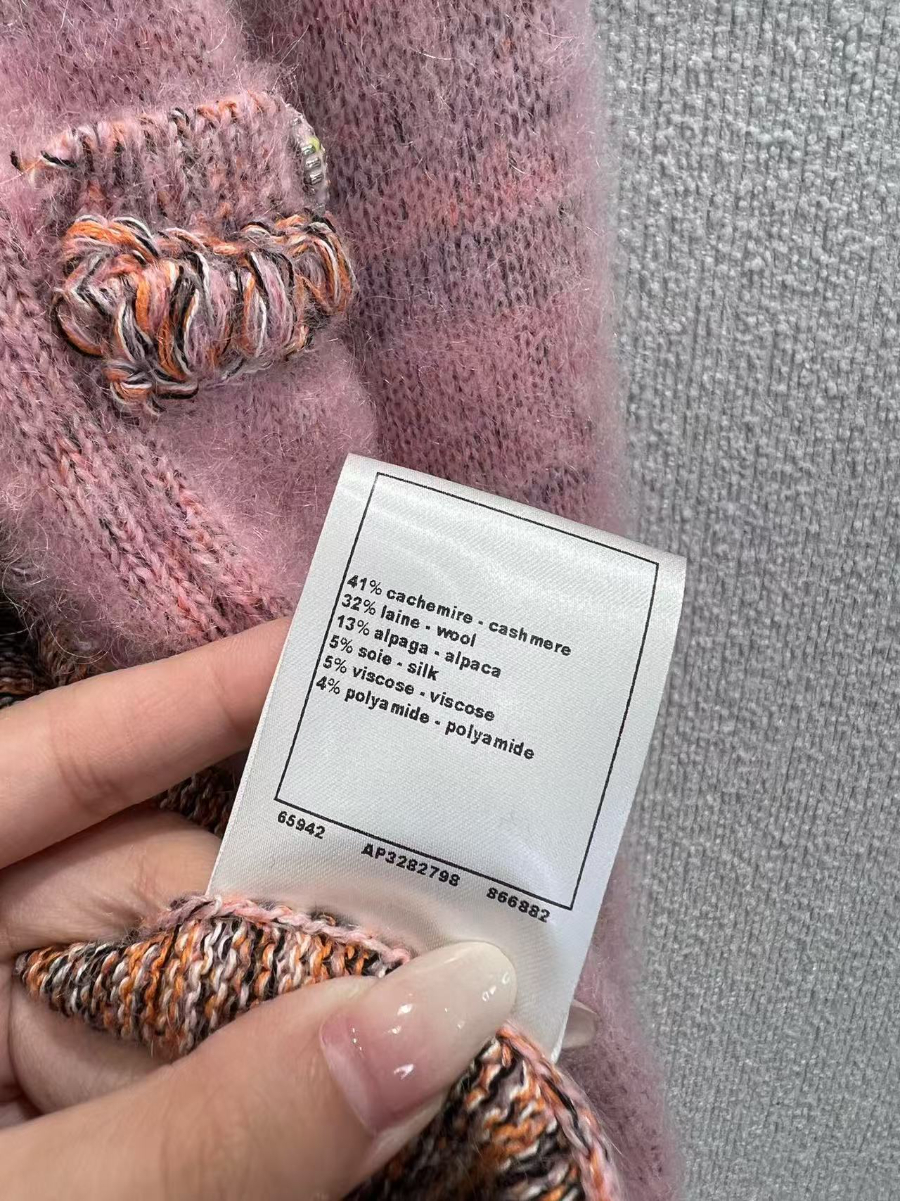 41% cachemire - cashmere
32% laine - wool
13% alpaga - alpaca
5% soie - silk
5% viscose - viscose
4% polyamide - polyamide
65942 AP3282798 866882